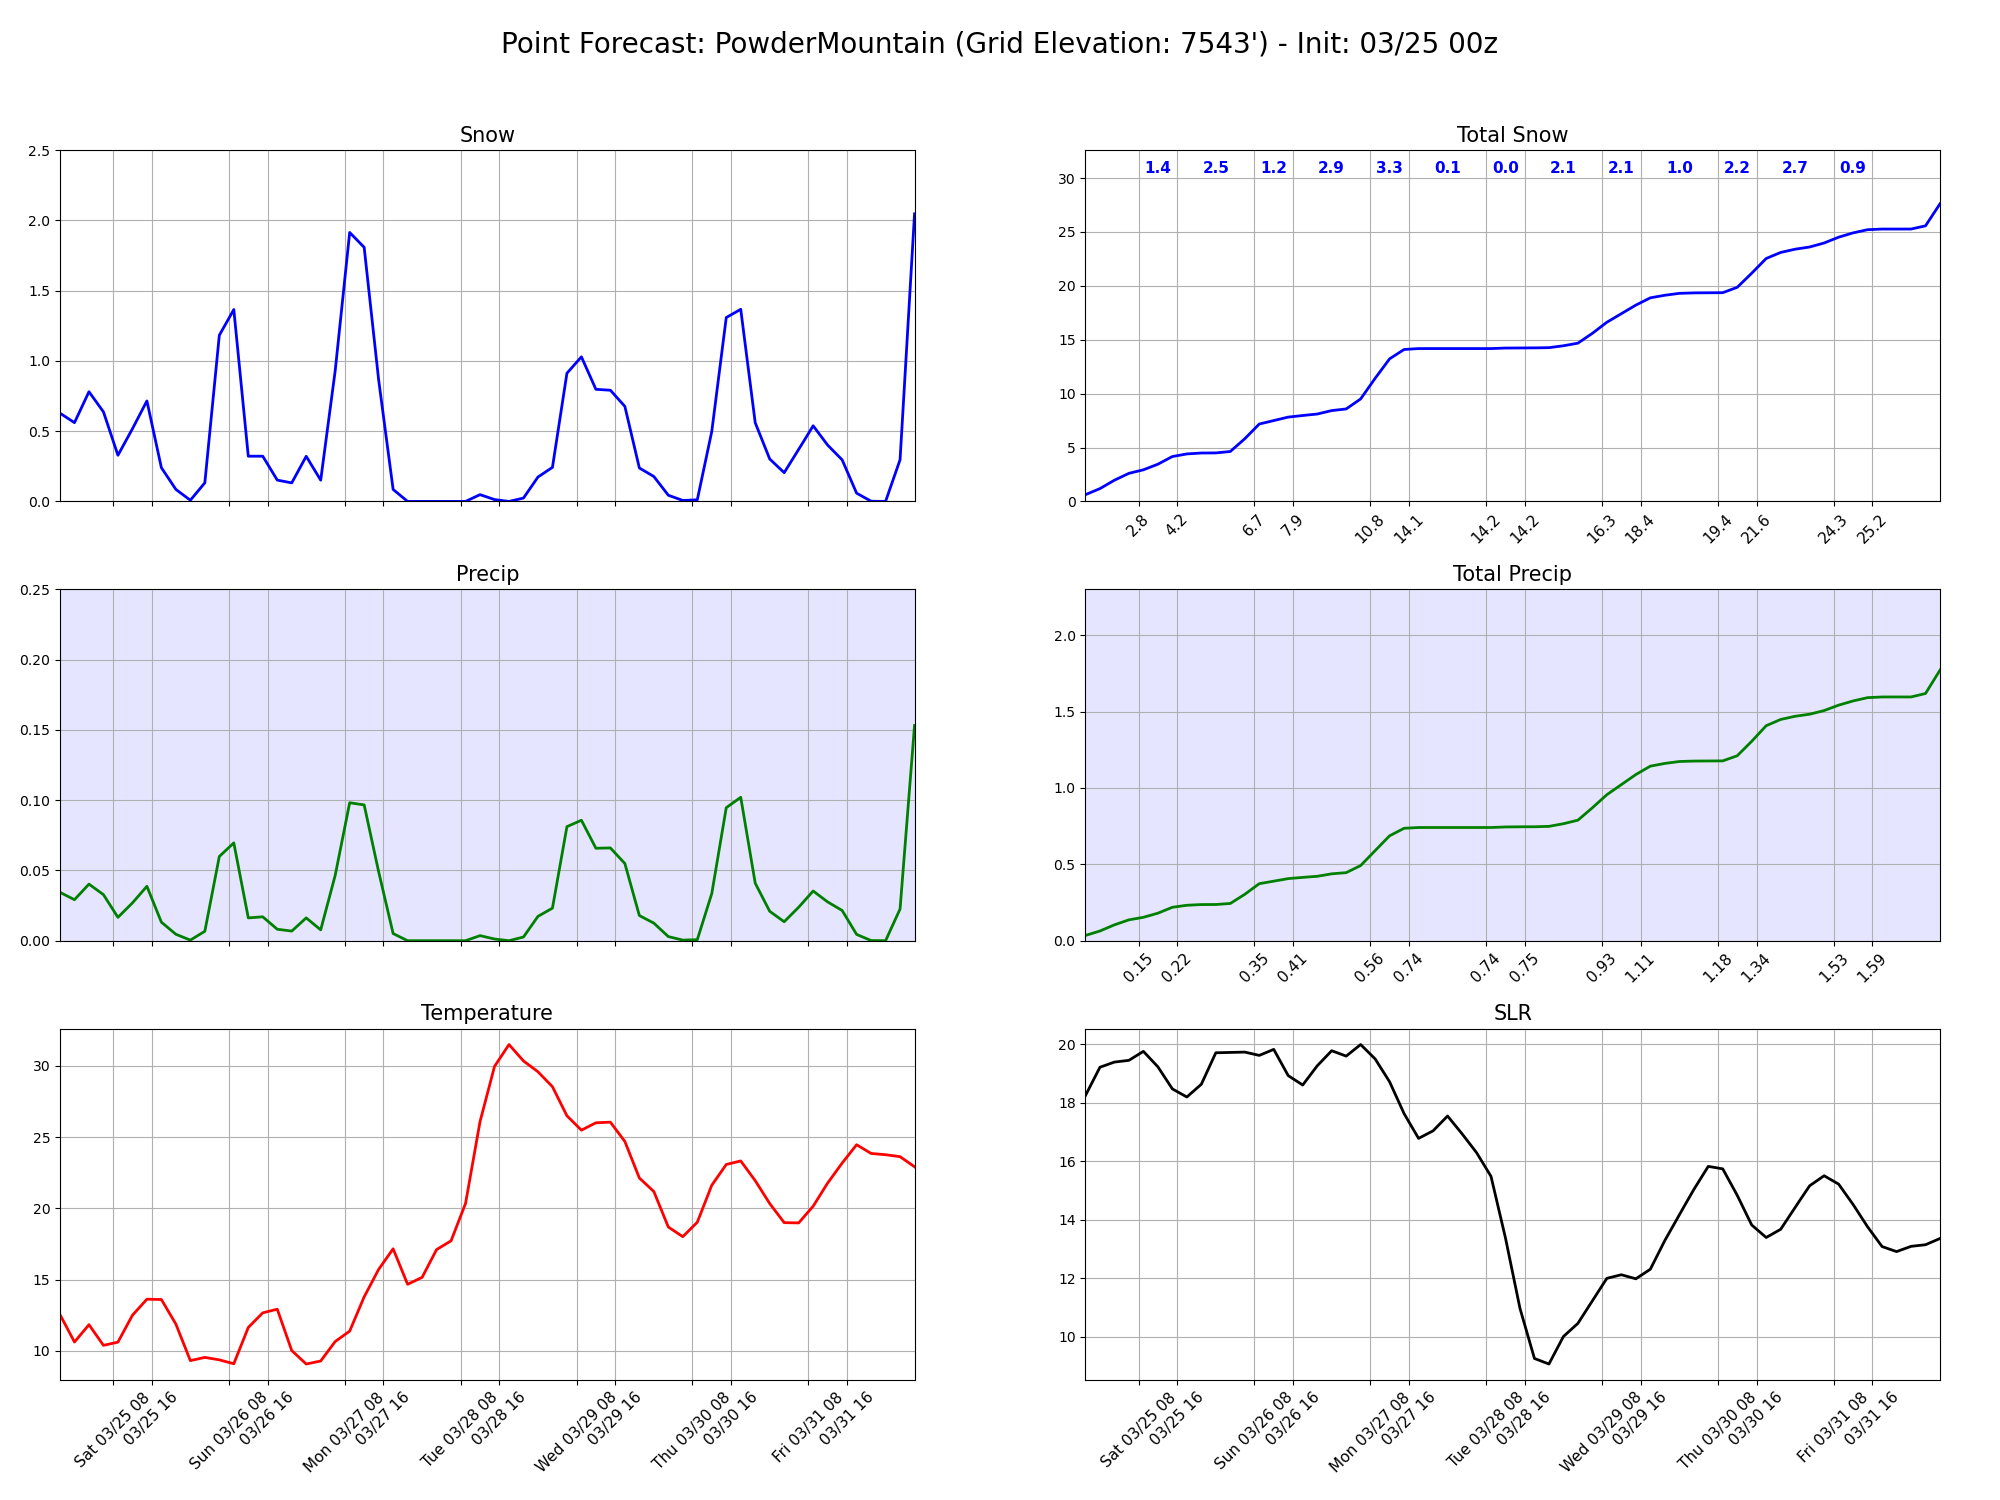 Point Forecast: PowderMountain (Grid Elevation: 7543') - Init: 03/25 00z
Snow
2.5
2.0
1.5
1.0
0.5
0.0
Total Snow
1.4 2.5 1.2 2.9 3.3 0.1 0.0 2.1 2.1 1.0 2.2 2.7 0.9
30
25
20
15
10
5
0
2.8 4.2 6.7 7.9 10.8 14.1 14.2 14.2 16.3 18.4 19.4 21.6 24.3 25.2
Precip
0.25
0.20
0.15
0.10
0.05
0.00
Total Precip
2.0
1.5
1.0
0.5
0.0
0.15 0.22 0.35 0.41 0.56 0.74 0.74 0.75 0.93 1.11 1.18 1.34 1.53 1.59
Temperature
30
25
20
15
10
Sat 03/25 08
03/25 16
Sun 03/26 08
03/26 16
Mon 03/27 08
03/27 16
Tue 03/28 08
03/28 16
Wed 03/29 08
03/29 16
Thu 03/30 08
03/30 16
Fri 03/31 08
03/31 16
SLR
20
18
16
14
12
10
Sat 03/25 08
03/25 16
Sun 03/26 08
03/26 16
Mon 03/27 08
03/27 16
Tue 03/28 08
03/28 16
Wed 03/29 08
03/29 16
Thu 03/30 08
03/30 16
Fri 03/31 08
03/31 16